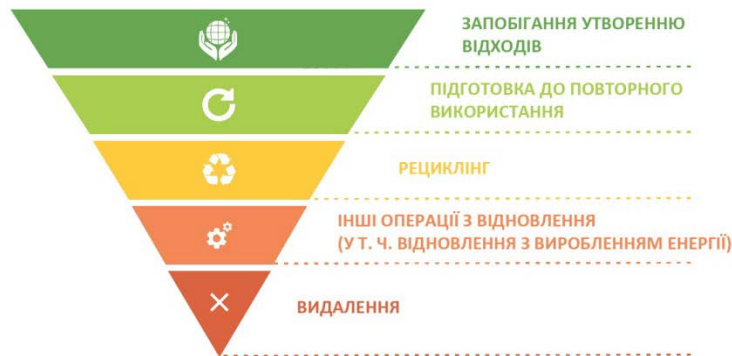 ЗАПОБІГАННЯ УТВОРЕННЮ
ВІДХОДІВ
ПІДГОТОВКА ДО ПОВТОРНОГО
ВИКОРИСТАННЯ
РЕЦИКЛІНГ
ІНШІ ОПЕРАЦІЇ З ВІДНОВЛЕННЯ
(У Т. Ч. ВІДНОВЛЕННЯ З ВИРОБЛЕННЯМ ЕНЕРГІЇ)
ВИДАЛЕННЯ